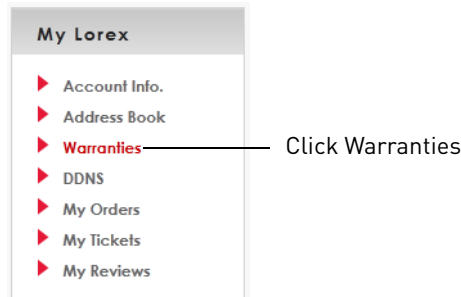 My Lorex
Account Info.
Address Book
Warranties
Click Warranties
DDNS
My Orders
My Tickets
My Reviews